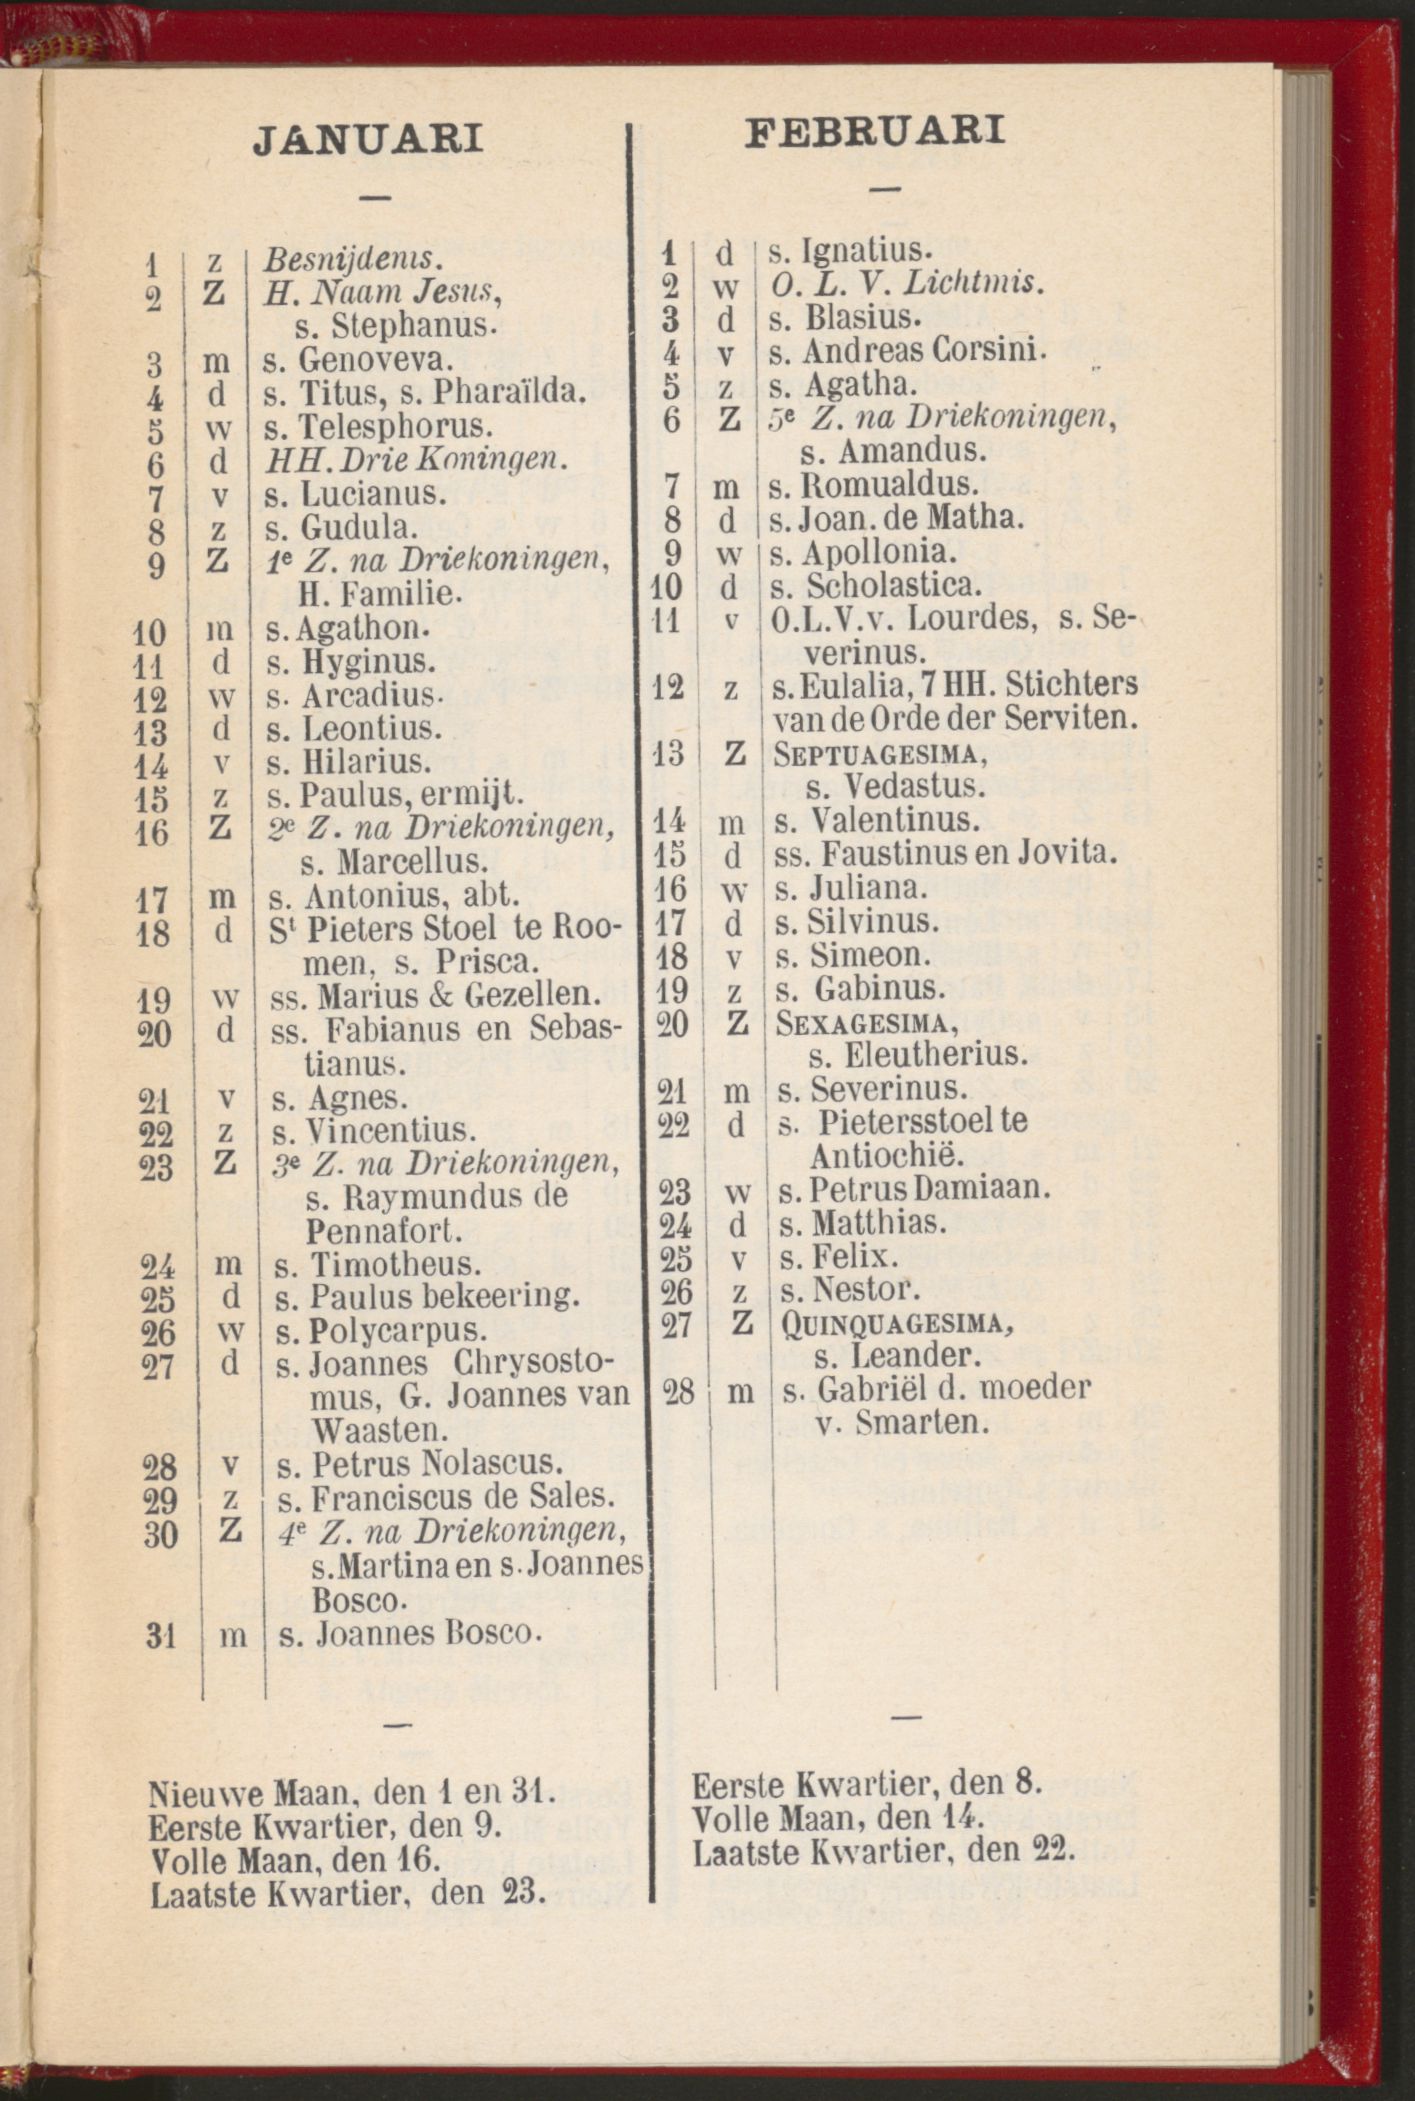 JANUARI
—
1 z Besnijdenis.
2 Z H. Naam Jesus,
s. Stephanus.
3 m s. Genoveva.
4 d s. Titus, s. Pharaïlda.
5 w s. Telesphorus.
6 d HH. Drie Koningen.
7 v s. Lucianus.
8 z s. Gudula.
9 Z 1e Z. na Driekoningen,
H. Familie.
10 m s. Agathon.
11 d s. Hyginus.
12 w s. Arcadius.
13 d s. Leontius.
14 v s. Hilarius.
15 z s. Paulus, ermijt.
16 Z 2e Z. na Driekoningen,
s. Marcellus.
17 m s. Antonius, abt.
18 d St Pieters Stoel te Roo-
men, s. Prisca.
19 w ss. Marius & Gezellen.
20 d ss. Fabianus en Sebas-
tianus.
21 v s. Agnes.
22 z s. Vincentius.
23 Z 3e Z. na Driekoningen,
s. Raymundus de
Pennafort.
24 m s. Timotheus.
25 d s. Paulus bekeering.
26 w s. Polycarpus.
27 d s. Joannes Chrysosto-
mus, G. Joannes van
Waasten.
28 v s. Petrus Nolascus.
29 z s. Franciscus de Sales.
30 Z 4e Z. na Driekoningen,
s. Martina en s. Joannes
Bosco.
31 m s. Joannes Bosco.
—
Nieuwe Maan, den 1 en 31.
Eerste Kwartier, den 9.
Volle Maan, den 16.
Laatste Kwartier, den 23.
FEBRUARI
—
1 d s. Ignatius.
2 w O. L. V. Lichtmis.
3 d s. Blasius.
4 v s. Andreas Corsini.
5 z s. Agatha.
6 Z 5e Z. na Driekoningen,
s. Amandus.
7 m s. Romualdus.
8 d s. Joan. de Matha.
9 w s. Apollonia.
10 d s. Scholastica.
11 v O.L.V.v. Lourdes, s. Se-
verinus.
12 z s. Eulalia, 7 HH. Stichters
van de Orde der Serviten.
13 Z SEPTUAGESIMA,
s. Vedastus.
14 m s. Valentinus.
15 d ss. Faustinus en Jovita.
16 w s. Juliana.
17 d s. Silvinus.
18 v s. Simeon.
19 z s. Gabinus.
20 Z SEXAGESIMA,
s. Eleutherius.
21 m s. Severinus.
22 d s. Pietersstoel te
Antiochië.
23 w s. Petrus Damiaan.
24 d s. Matthias.
25 v s. Felix.
26 z s. Nestor.
27 Z QUINQUAGESIMA,
s. Leander.
28 m s. Gabriël d. moeder
v. Smarten.
—
Eerste Kwartier, den 8.
Volle Maan, den 14.
Laatste Kwartier, den 22.